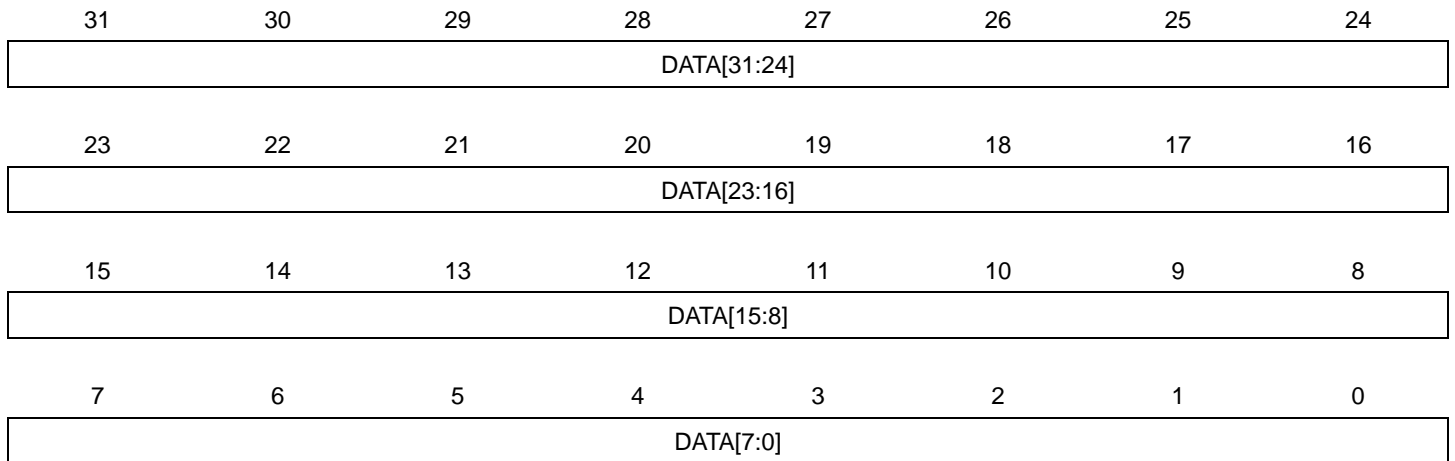 31 30 29 28 27 26 25 24
DATA[31:24]
23 22 21 20 19 18 17 16
DATA[23:16]
15 14 13 12 11 10 9 8
DATA[15:8]
7 6 5 4 3 2 1 0
DATA[7:0]